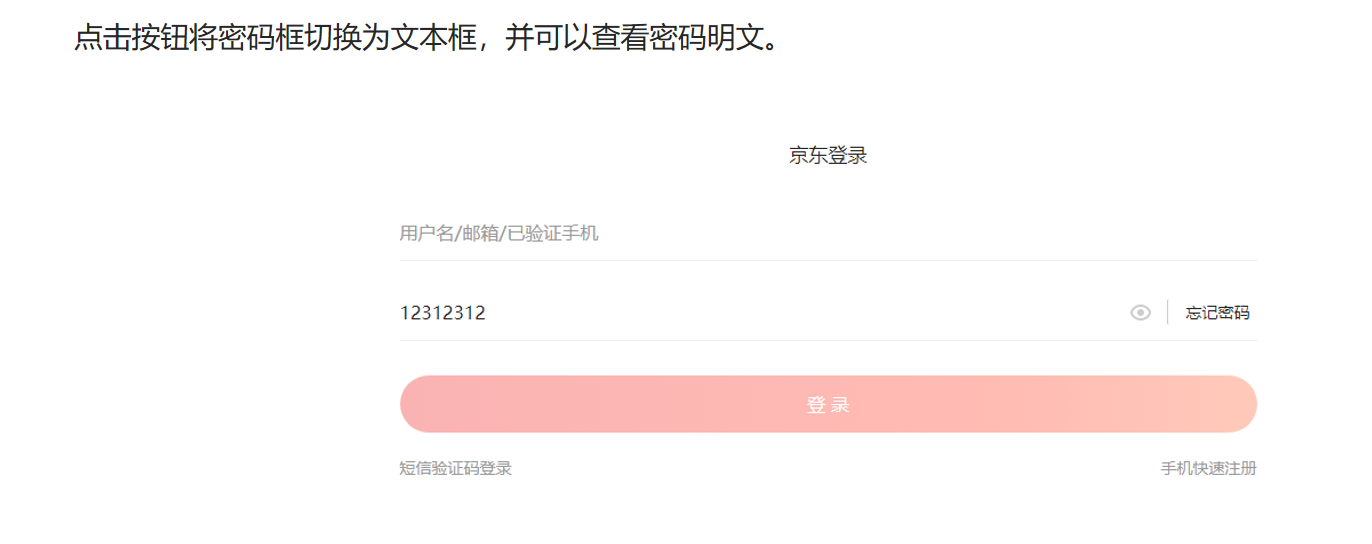 点击按钮将密码框切换为文本框，并可以查看密码明文。
京东登录
用户名/邮箱/已验证手机
12312312 忘记密码
登 录
短信验证码登录 手机快速注册